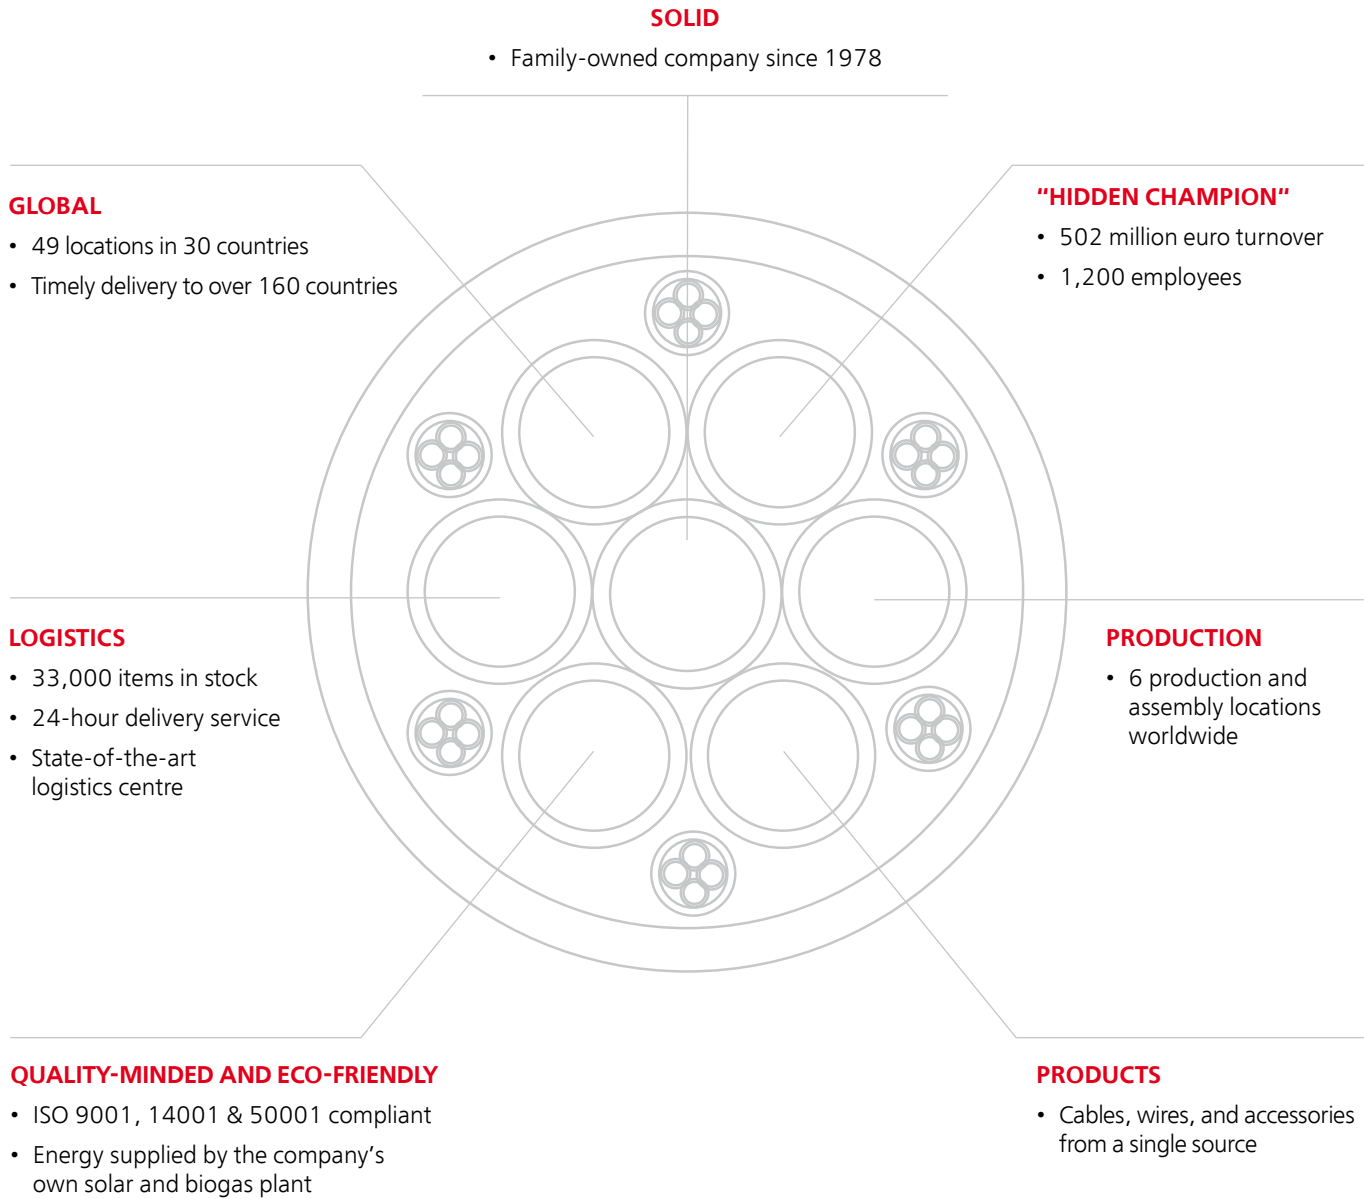 SOLID
• Family-owned company since 1978
GLOBAL
• 49 locations in 30 countries
• Timely delivery to over 160 countries
“HIDDEN CHAMPION“
• 502 million euro turnover
• 1,200 employees
LOGISTICS
• 33,000 items in stock
• 24-hour delivery service
• State-of-the-art
logistics centre
PRODUCTION
• 6 production and
assembly locations
worldwide
QUALITY-MINDED AND ECO-FRIENDLY
• ISO 9001, 14001 & 50001 compliant
• Energy supplied by the company’s
own solar and biogas plant
PRODUCTS
• Cables, wires, and accessories
from a single source